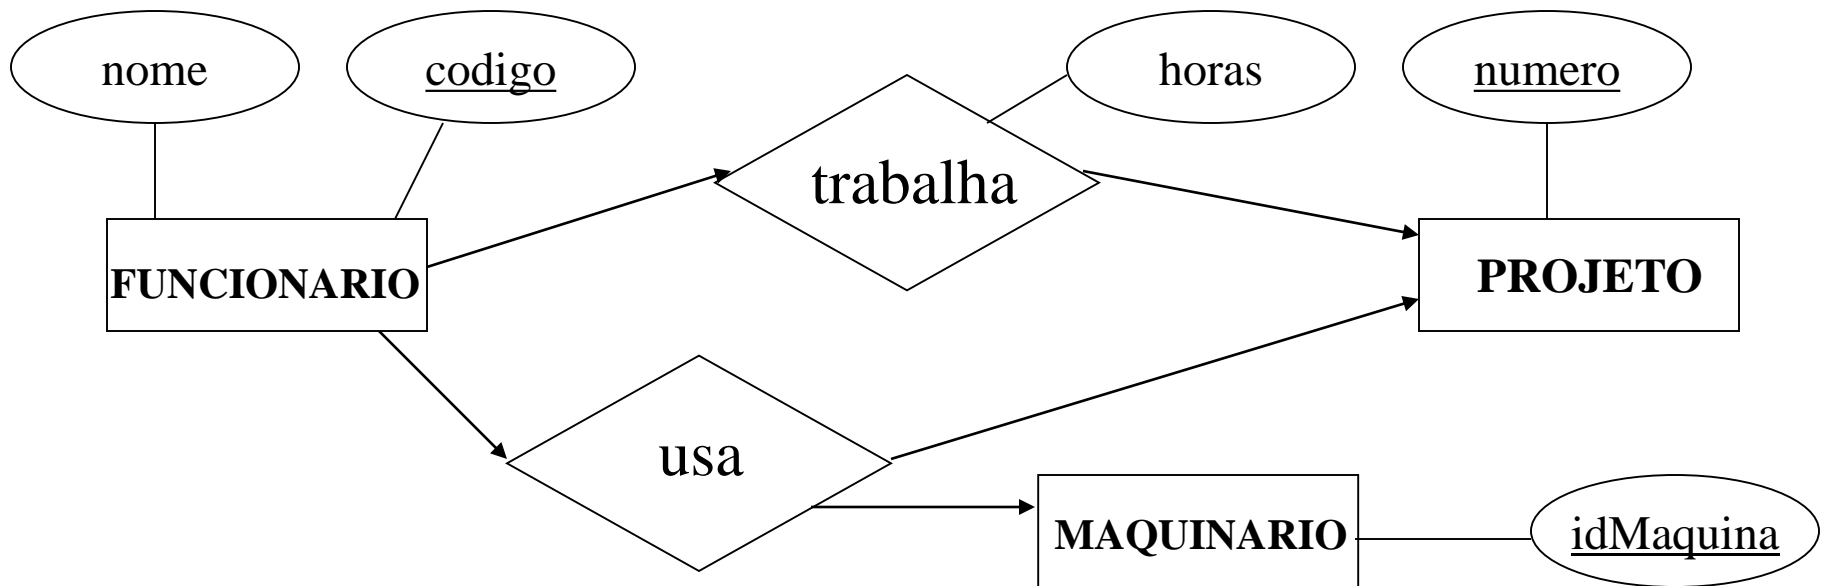 nome
codigo
horas
numero
trabalha
FUNCIONARIO
PROJETO
usa
MAQUINARIO
idMaquina